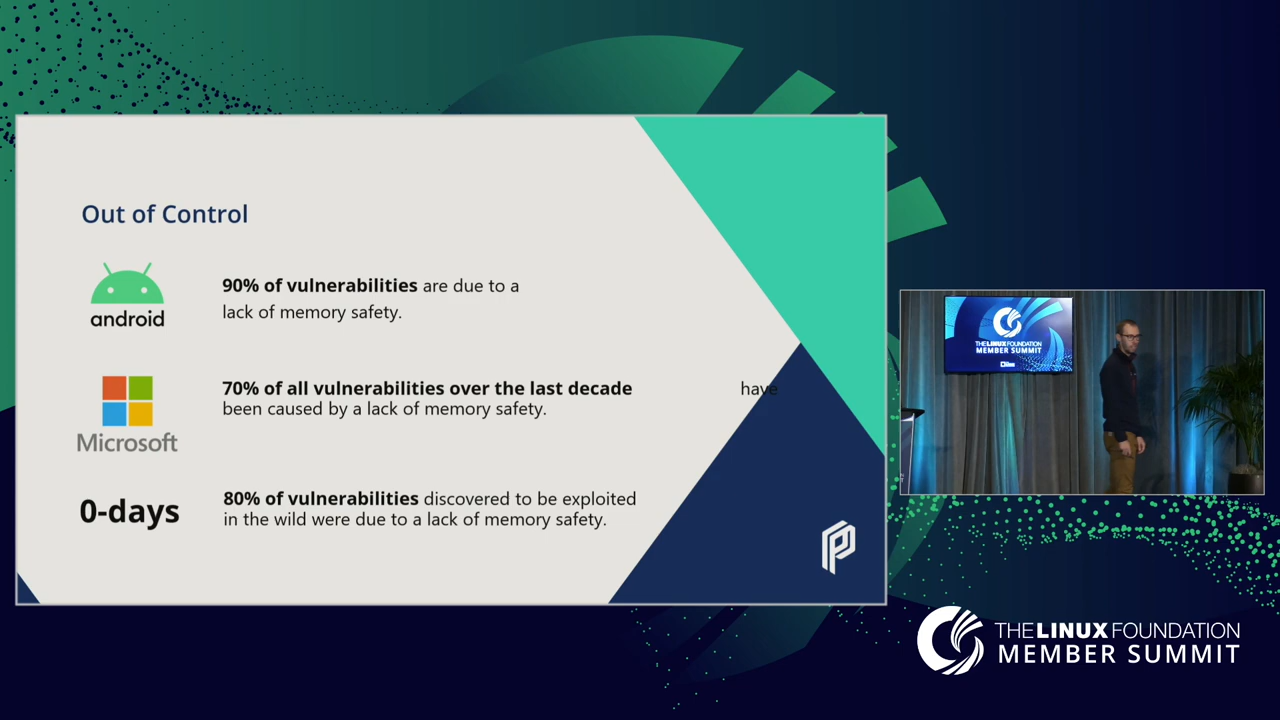 Out of Control
android
90% of vulnerabilities are due to a
lack of memory safety.
Microsoft
70% of all vulnerabilities over the last decade have
been caused by a lack of memory safety.
0-days
80% of vulnerabilities discovered to be exploited
in the wild were due to a lack of memory safety.
THE LINUX FOUNDATION
MEMBER SUMMIT
THE LINUX FOUNDATION
MEMBER SUMMIT